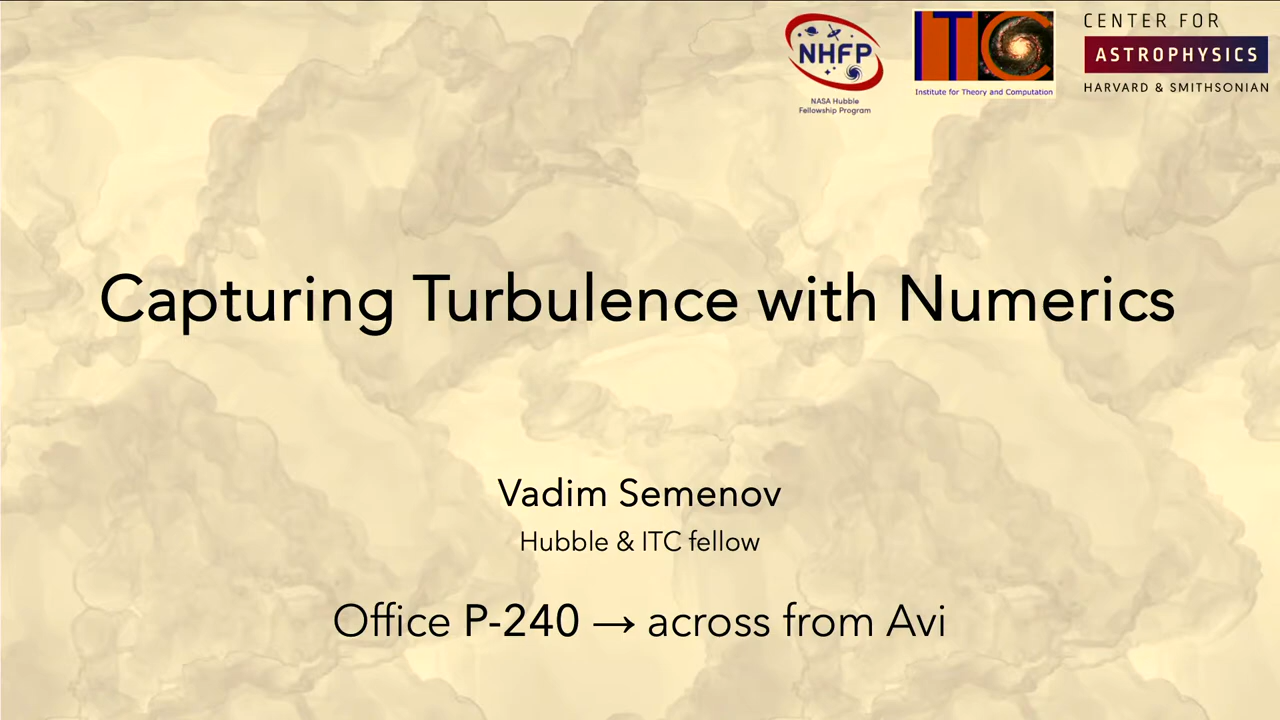 NHFP
NASA Hubble
Fellowship Program
ITC
Institute for Theory and Computation
CENTER FOR
ASTROPHYSICS
HARVARD & SMITHSONIAN
Capturing Turbulence with Numerics
Vadim Semenov
Hubble & ITC fellow
Office P-240 → across from Avi